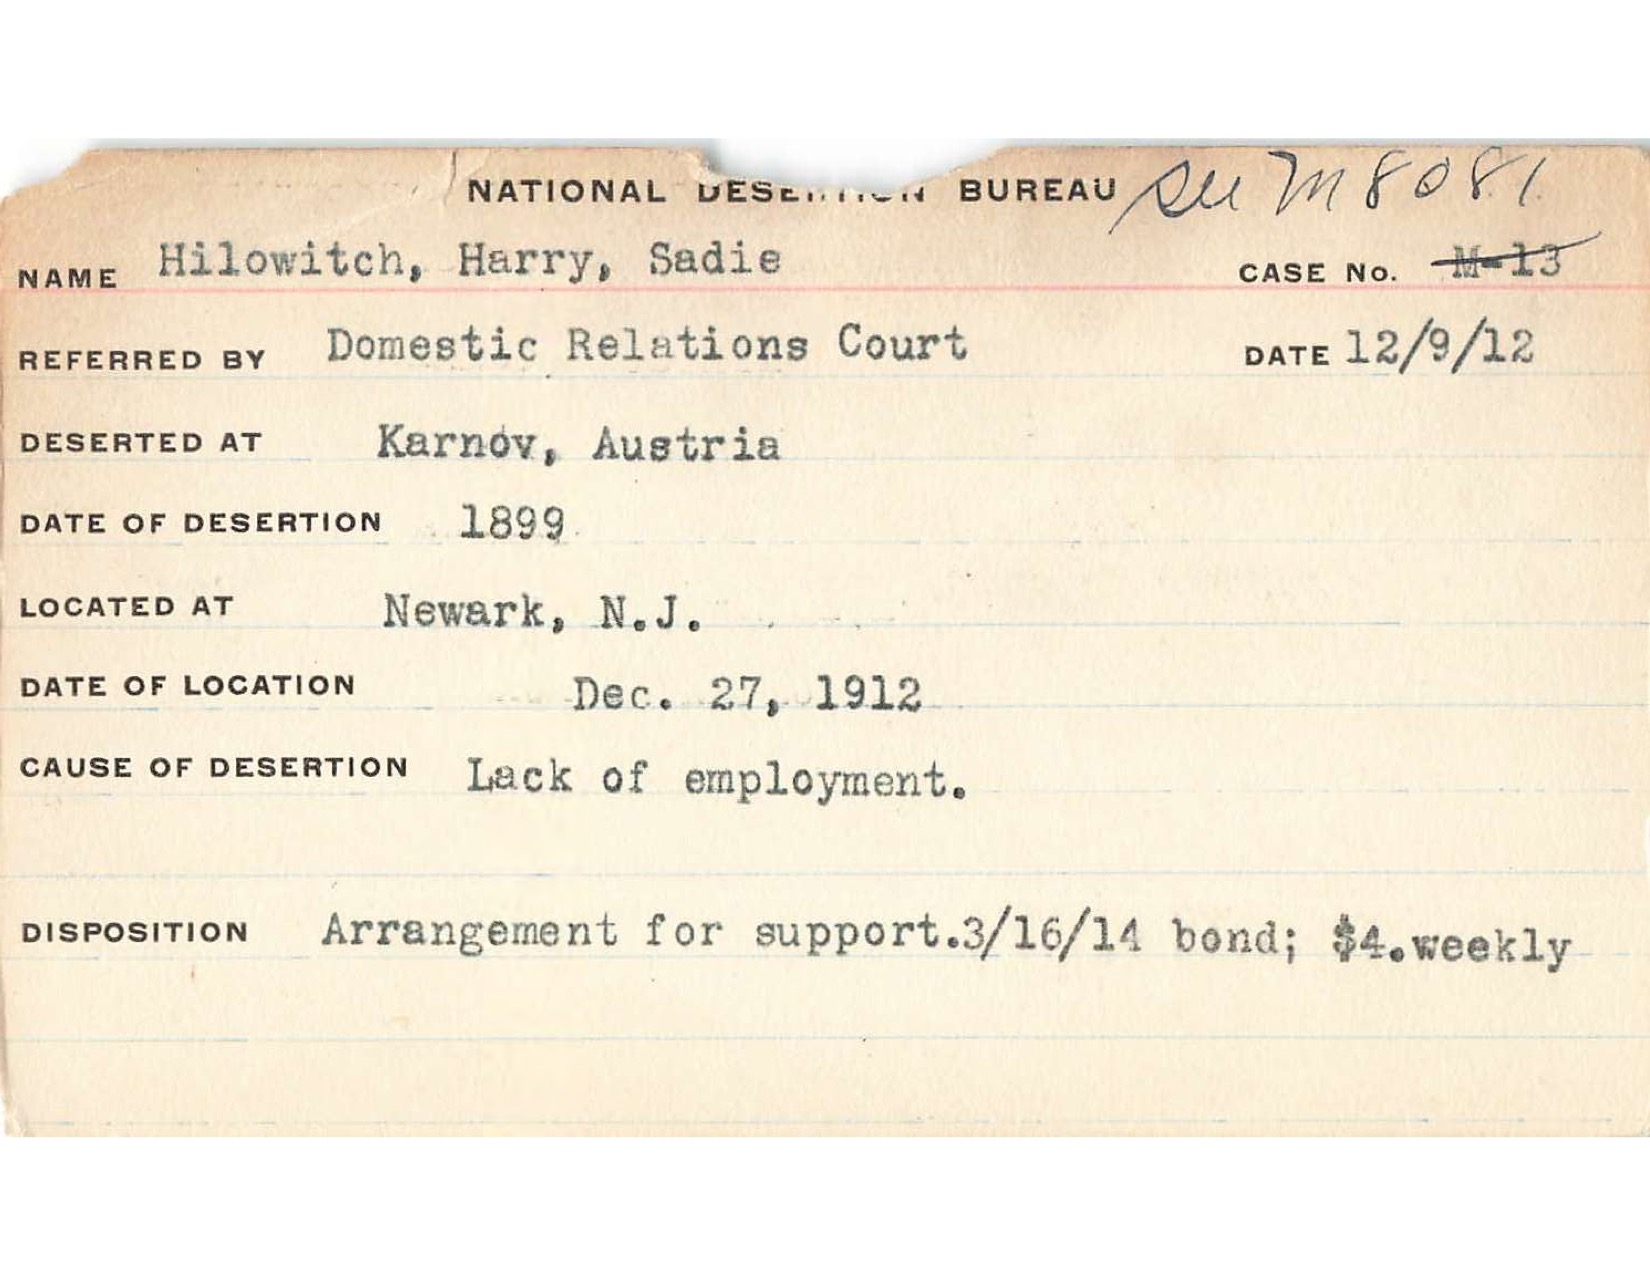 NATIONAL DESERTION BUREAU see M8081
NAME Hilowitch, Harry, Sadie CASE No. M-13
REFERRED BY Domestic Relations Court DATE 12/9/12
DESERTED AT Karnov, Austria
DATE OF DESERTION 1899
LOCATED AT Newark, N.J.
DATE OF LOCATION Dec. 27, 1912
CAUSE OF DESERTION Lack of employment.
DISPOSITION Arrangement for support.3/16/14 bond; $4.weekly